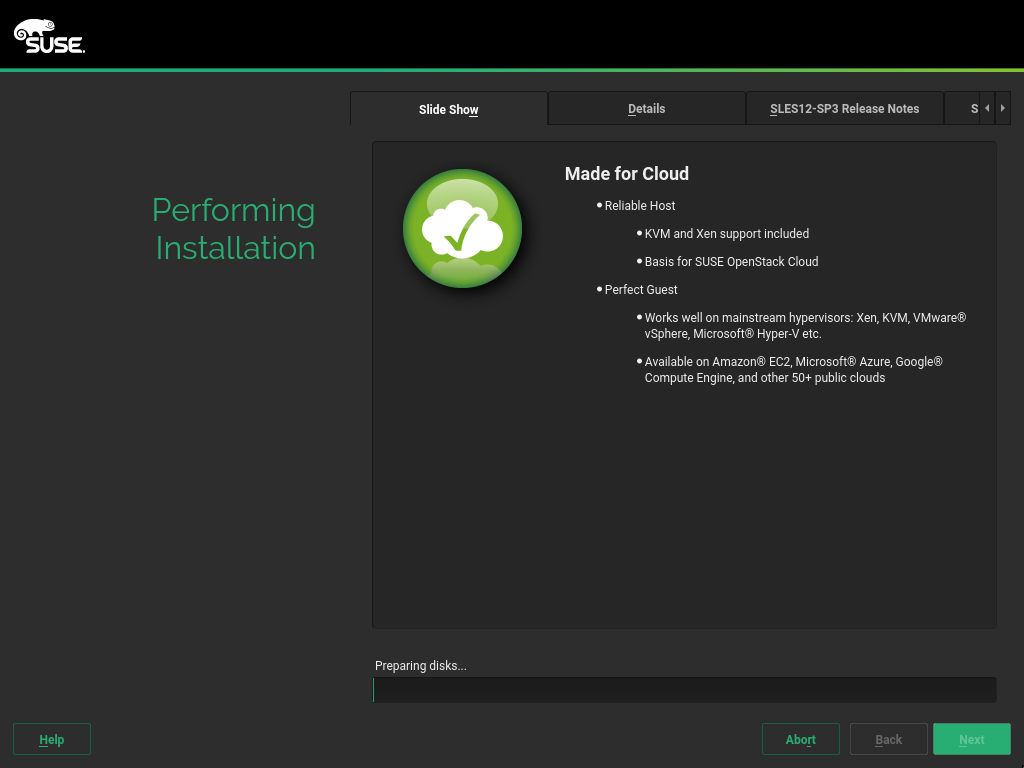 SUSE.
Slide Show
Details
SLES12-SP3 Release Notes
S
Performing
Installation
Made for Cloud
• Reliable Host
• KVM and Xen support included
• Basis for SUSE OpenStack Cloud
• Perfect Guest
• Works well on mainstream hypervisors: Xen, KVM, VMware®
vSphere, Microsoft® Hyper-V etc.
• Available on Amazon® EC2, Microsoft® Azure, Google®
Compute Engine, and other 50+ public clouds
Preparing disks...
Help
Abort
Back
Next